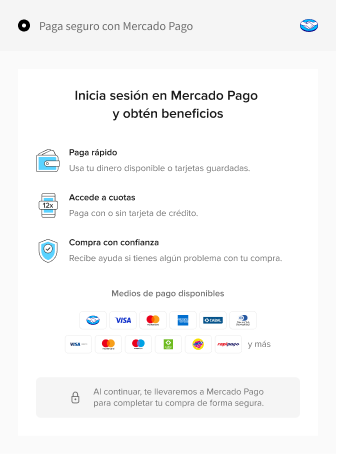 Paga seguro con Mercado Pago
Inicia sesión en Mercado Pago
y obtén beneficios
Paga rápido
Usa tu dinero disponible o tarjetas guardadas.
12x
Accede a cuotas
Paga con o sin tarjeta de crédito.
Compra con confianza
Recibe ayuda si tienes algún problema con tu compra.
Medios de pago disponibles
VISA
CABAL
VISA
rapipago
y más
Al continuar, te llevaremos a Mercado Pago
para completar tu compra de forma segura.